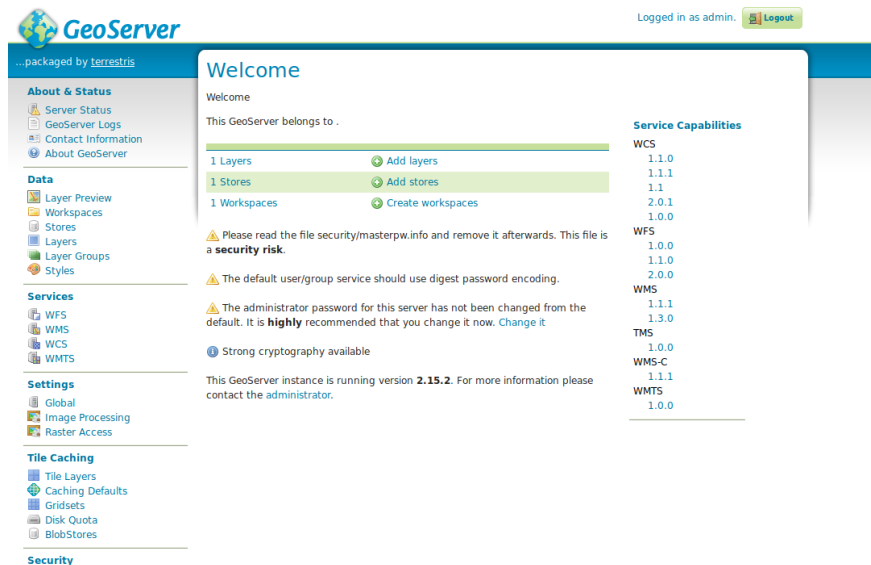 GeoServer
Logged in as admin.
Logout
...packaged by terrestris
About & Status
Server Status
GeoServer Logs
Contact Information
About GeoServer
Data
Layer Preview
Workspaces
Stores
Layers
Layer Groups
Styles
Services
WFS
WMS
WCS
WMTS
Settings
Global
Image Processing
Raster Access
Tile Caching
Tile Layers
Caching Defaults
Gridsets
Disk Quota
BlobStores
Security
Welcome
Welcome
This GeoServer belongs to .
1 Layers Add layers
1 Stores Add stores
1 Workspaces Create workspaces
Please read the file security/masterpw.info and remove it afterwards. This file is
a security risk.
The default user/group service should use digest password encoding.
The administrator password for this server has not been changed from the
default. It is highly recommended that you change it now. Change it
Strong cryptography available
This GeoServer instance is running version 2.15.2. For more information please
contact the administrator.
Service Capabilities
WCS
1.1.0
1.1.1
1.1
2.0.1
1.0.0
WFS
1.0.0
1.1.0
2.0.0
WMS
1.1.1
1.3.0
TMS
1.0.0
WMS-C
1.1.1
WMTS
1.0.0